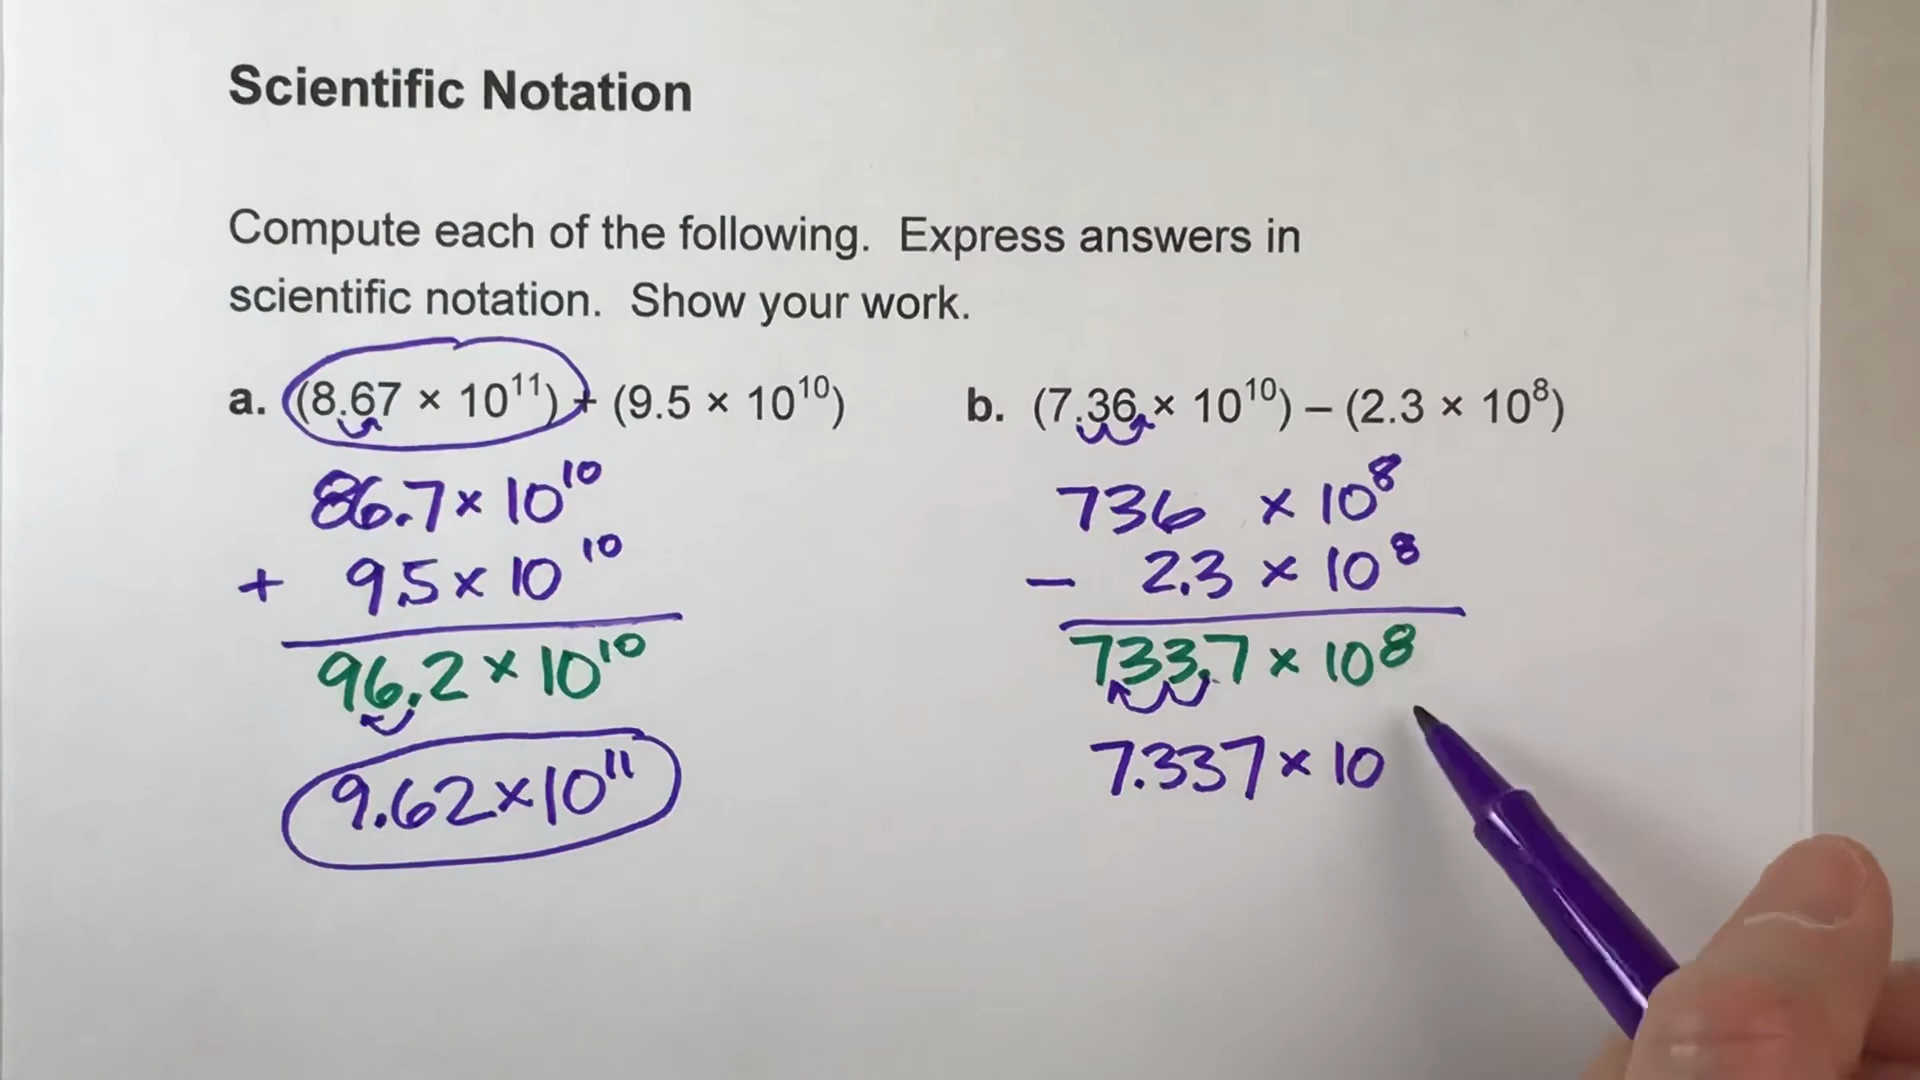 Scientific Notation
Compute each of the following. Express answers in
scientific notation. Show your work.
a. (8.67 × 10¹¹) + (9.5 × 10¹⁰)
86.7 × 10¹⁰
+ 9.5 × 10¹⁰
96.2 × 10¹⁰
9.62 × 10¹¹
b. (7.36 × 10¹⁰) – (2.3 × 10⁸)
736 × 10⁸
− 2.3 × 10⁸
733.7 × 10⁸
7.337 × 10